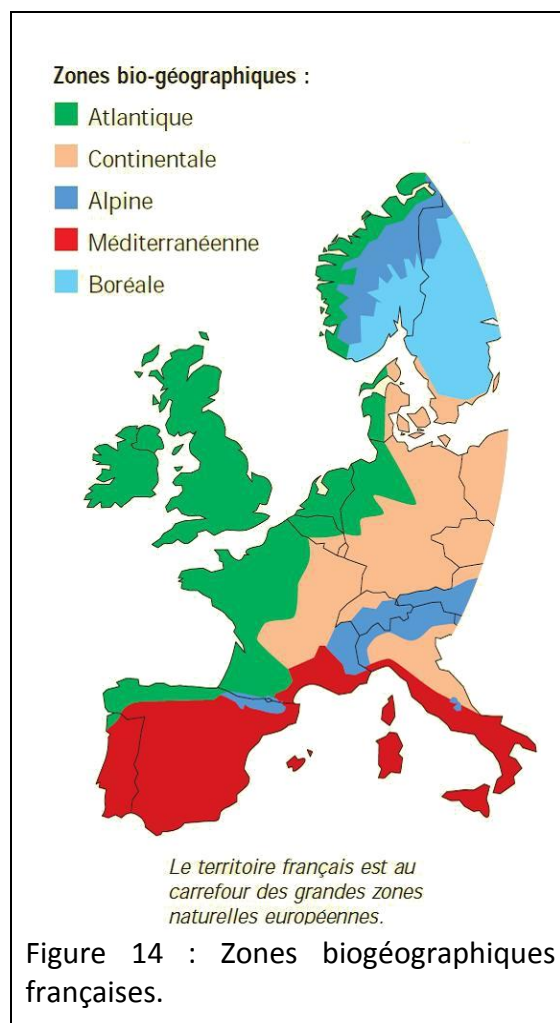 Zones bio-géographiques :
Atlantique
Continentale
Alpine
Méditerranéenne
Boréale
Le territoire français est au
carrefour des grandes zones
naturelles européennes.
Figure 14 : Zones biogéographiques
françaises.